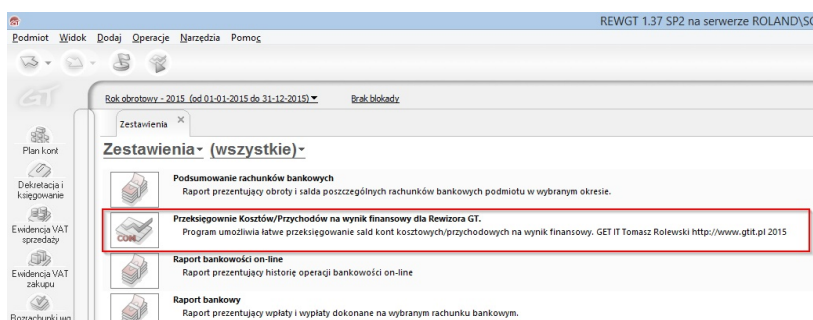 REWGT 1.37 SP2 na serwerze ROLAND\SC
Podmiot Widok Dodaj Operacje Narzędzia Pomoc
GT
Rok obrotowy - 2015 (od 01-01-2015 do 31-12-2015) Brak blokady
Zestawienia
Zestawienia (wszystkie)
Plan kont
Dekretacja i
księgowanie
Ewidencja VAT
sprzedaży
Ewidencja VAT
zakupu
Rozrachunki wg
Podsumowanie rachunków bankowych
Raport prezentujący obroty i salda poszczególnych rachunków bankowych podmiotu w wybranym okresie.
Przeksięgownie Kosztów/Przychodów na wynik finansowy dla Rewizora GT.
Program umożliwia łatwe przeksięgowanie sald kont kosztowych/przychodowych na wynik finansowy. GET IT Tomasz Rolewski http://www.gtit.pl 2015
COM
Raport bankowości on-line
Raport prezentujący historię operacji bankowości on-line
Raport bankowy
Raport prezentujący wpłaty i wypłaty dokonane na wybranym rachunku bankowym.